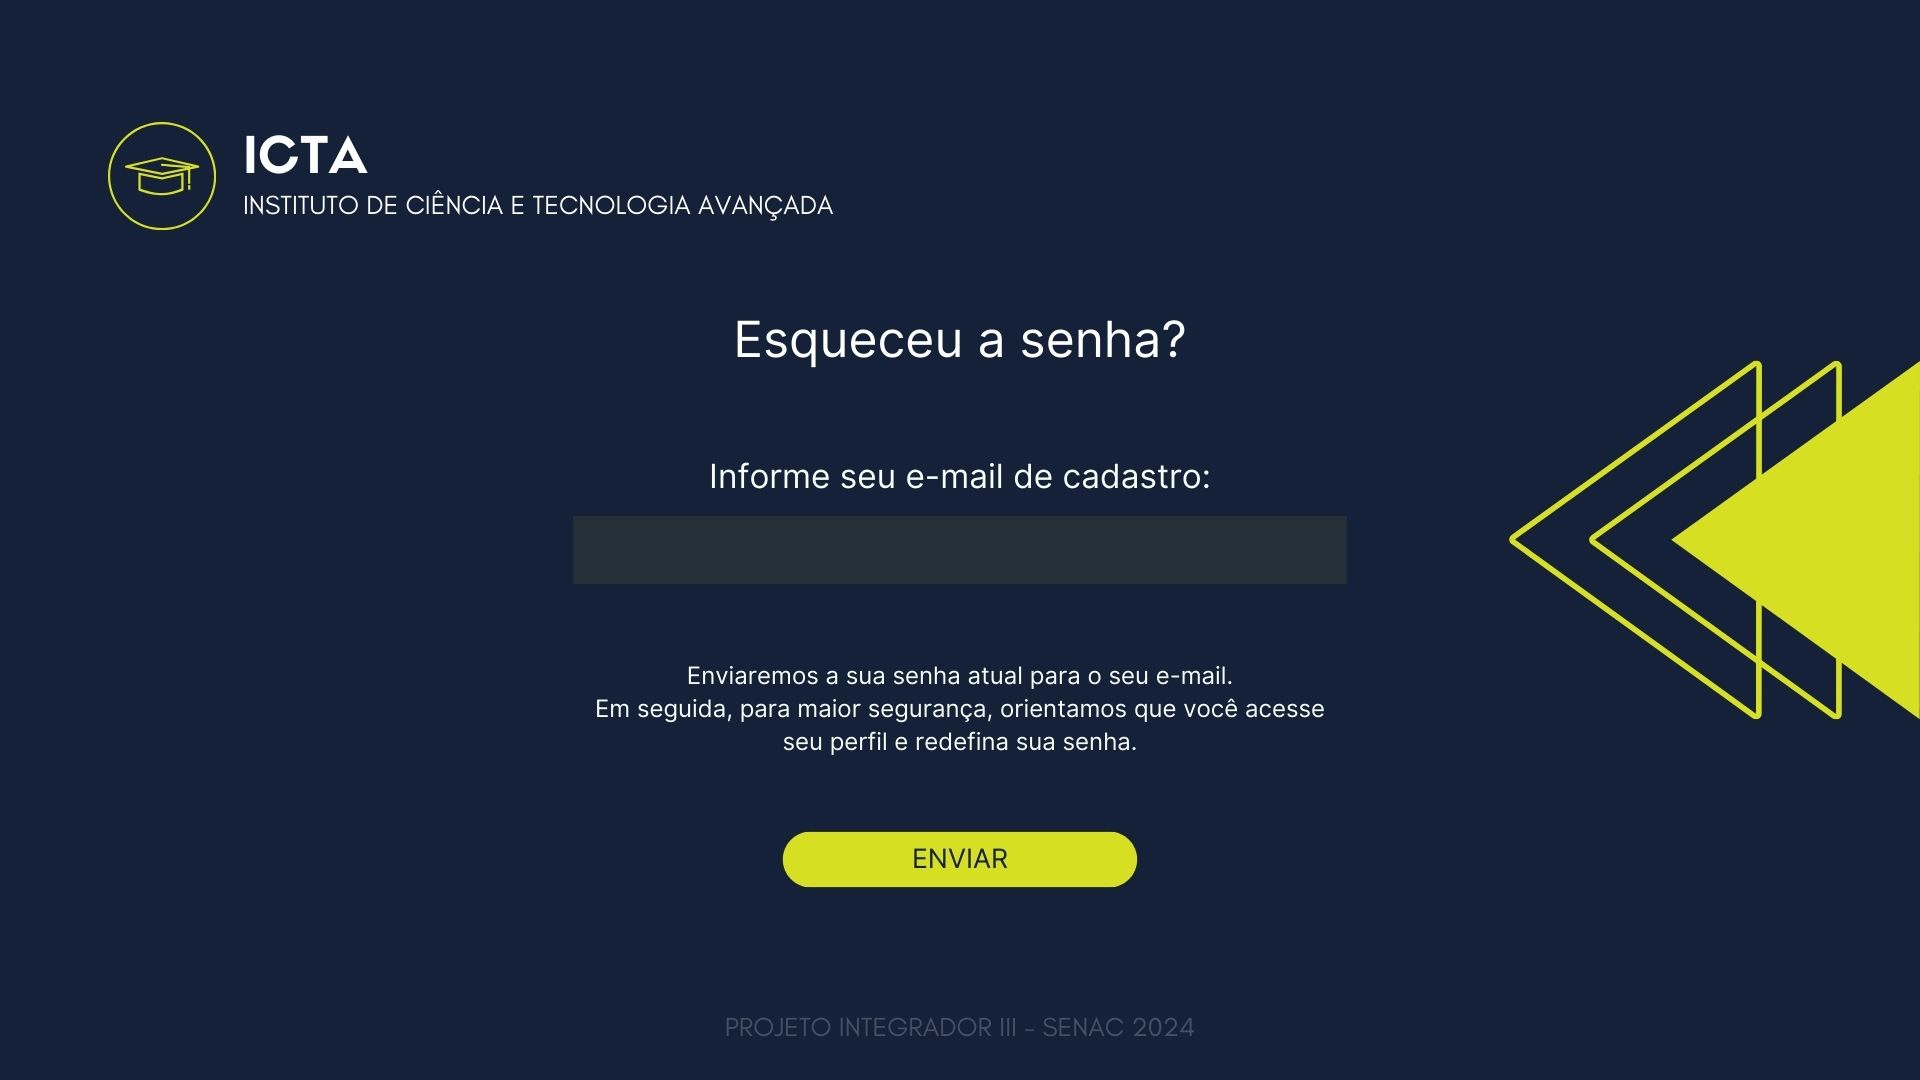 ICTA
INSTITUTO DE CIÊNCIA E TECNOLOGIA AVANÇADA
Esqueceu a senha?
Informe seu e-mail de cadastro:
Enviaremos a sua senha atual para o seu e-mail.
Em seguida, para maior segurança, orientamos que você acesse
seu perfil e redefina sua senha.
ENVIAR
PROJETO INTEGRADOR III - SENAC 2024